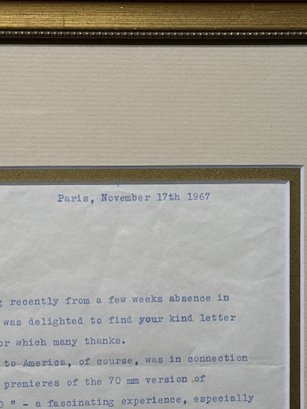 Paris, November 17th 1967
recently from a few weeks absence in
was delighted to find your kind letter
or which many thanks.
to America, of course, was in connection
premieres of the 70 mm version of
" - a fascinating experience, especially